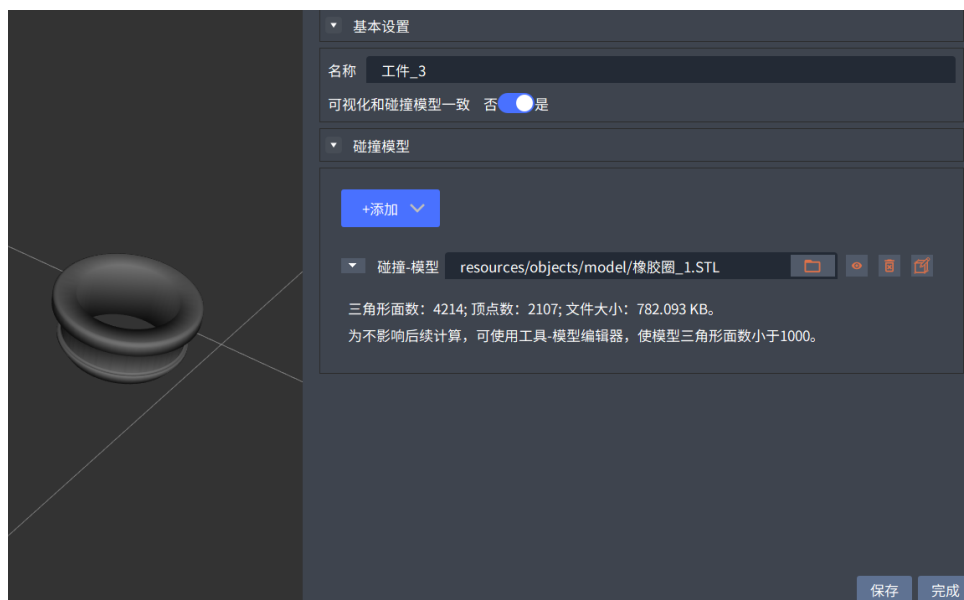 基本设置
名称 工件_3
可视化和碰撞模型一致 否 是
碰撞模型
+添加
碰撞-模型 resources/objects/model/橡胶圈_1.STL
三角形面数：4214; 顶点数：2107; 文件大小：782.093 KB。
为不影响后续计算，可使用工具-模型编辑器，使模型三角形面数小于1000。
保存 完成